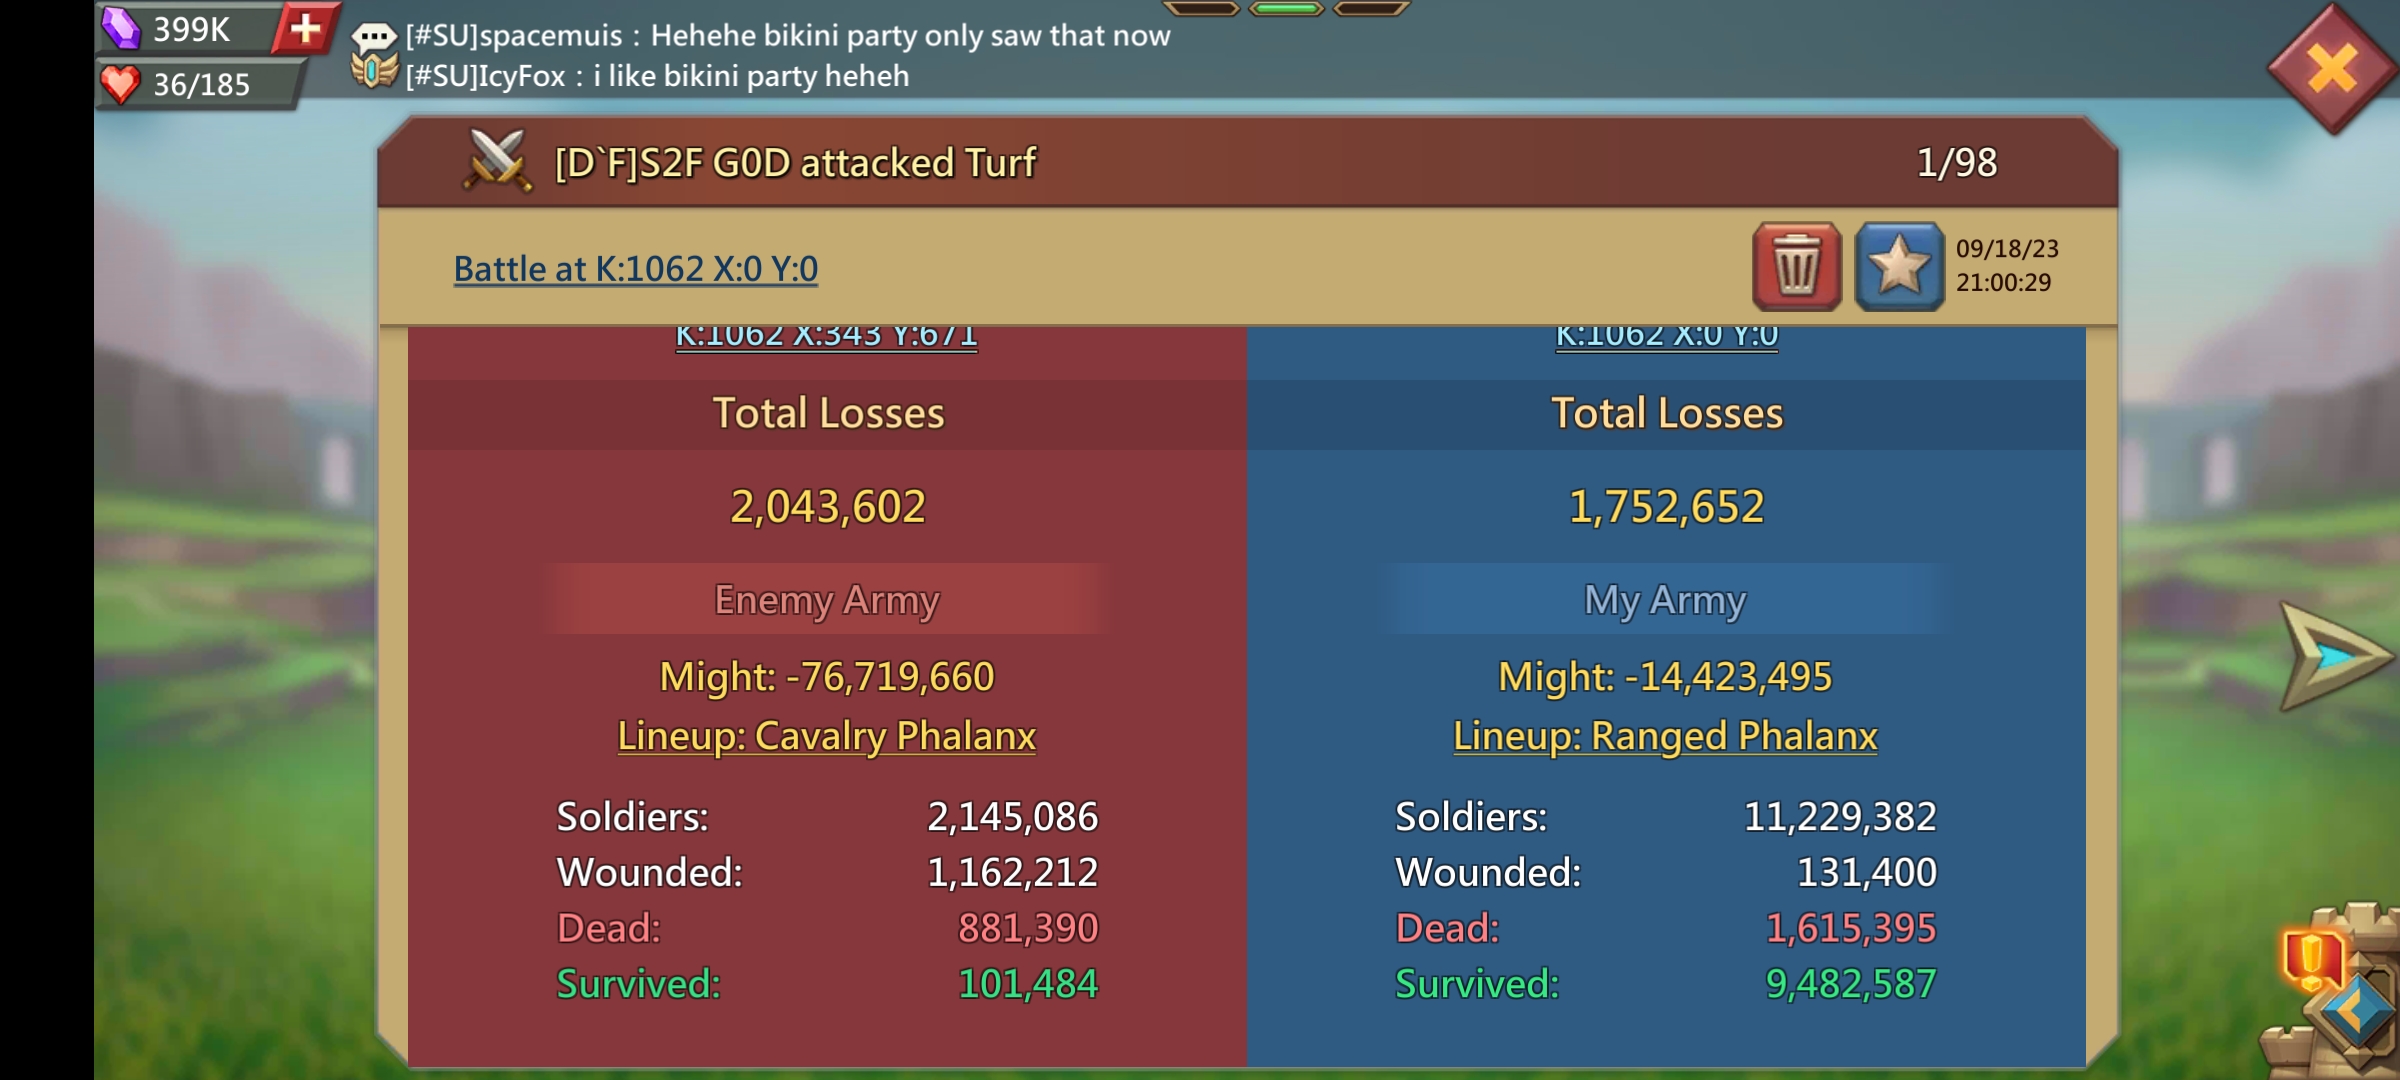 399K
36/185
[#SU]spacemuis : Hehehe bikini party only saw that now
[#SU]IcyFox : i like bikini party heheh
[D`F]S2F G0D attacked Turf
1/98
Battle at K:1062 X:0 Y:0
09/18/23
21:00:29
K:1062 X:343 Y:671
K:1062 X:0 Y:0
Total Losses
Total Losses
2,043,602
1,752,652
Enemy Army
My Army
Might: -76,719,660
Might: -14,423,495
Lineup: Cavalry Phalanx
Lineup: Ranged Phalanx
Soldiers: 2,145,086
Soldiers: 11,229,382
Wounded: 1,162,212
Wounded: 131,400
Dead: 881,390
Dead: 1,615,395
Survived: 101,484
Survived: 9,482,587